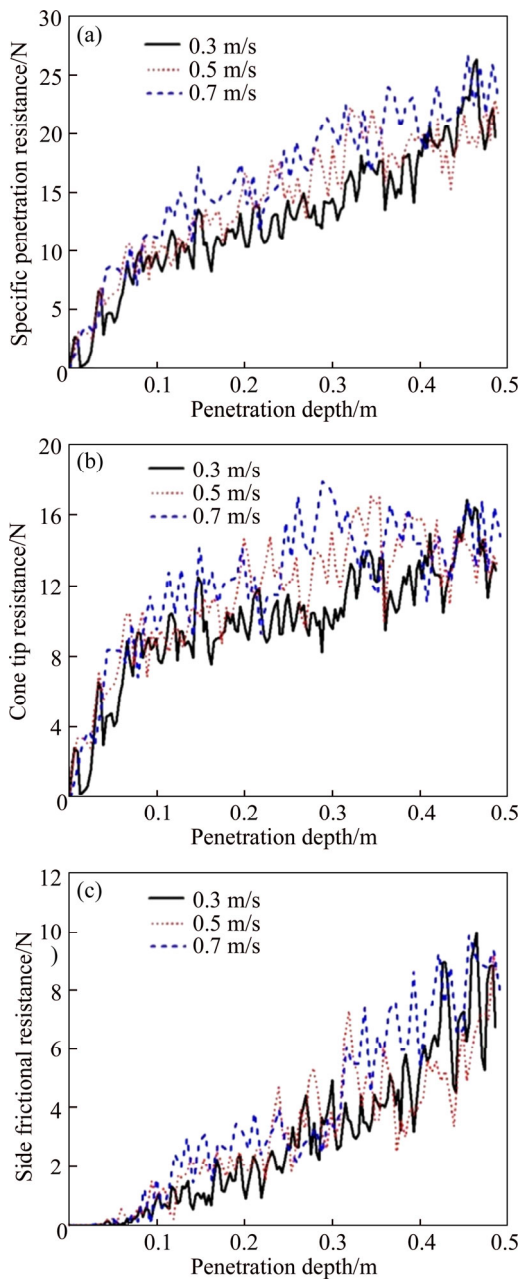 (a)
0.3 m/s
0.5 m/s
0.7 m/s
Specific penetration resistance/N
30
25
20
15
10
5
0
0.1 0.2 0.3 0.4 0.5
Penetration depth/m
(b)
0.3 m/s
0.5 m/s
0.7 m/s
Cone tip resistance/N
20
16
12
8
4
0
0.1 0.2 0.3 0.4 0.5
Penetration depth/m
(c)
0.3 m/s
0.5 m/s
0.7 m/s
Side frictional resistance/N
)
12
10
8
6
4
2
0
0.1 0.2 0.3 0.4 0.5
Penetration depth/m